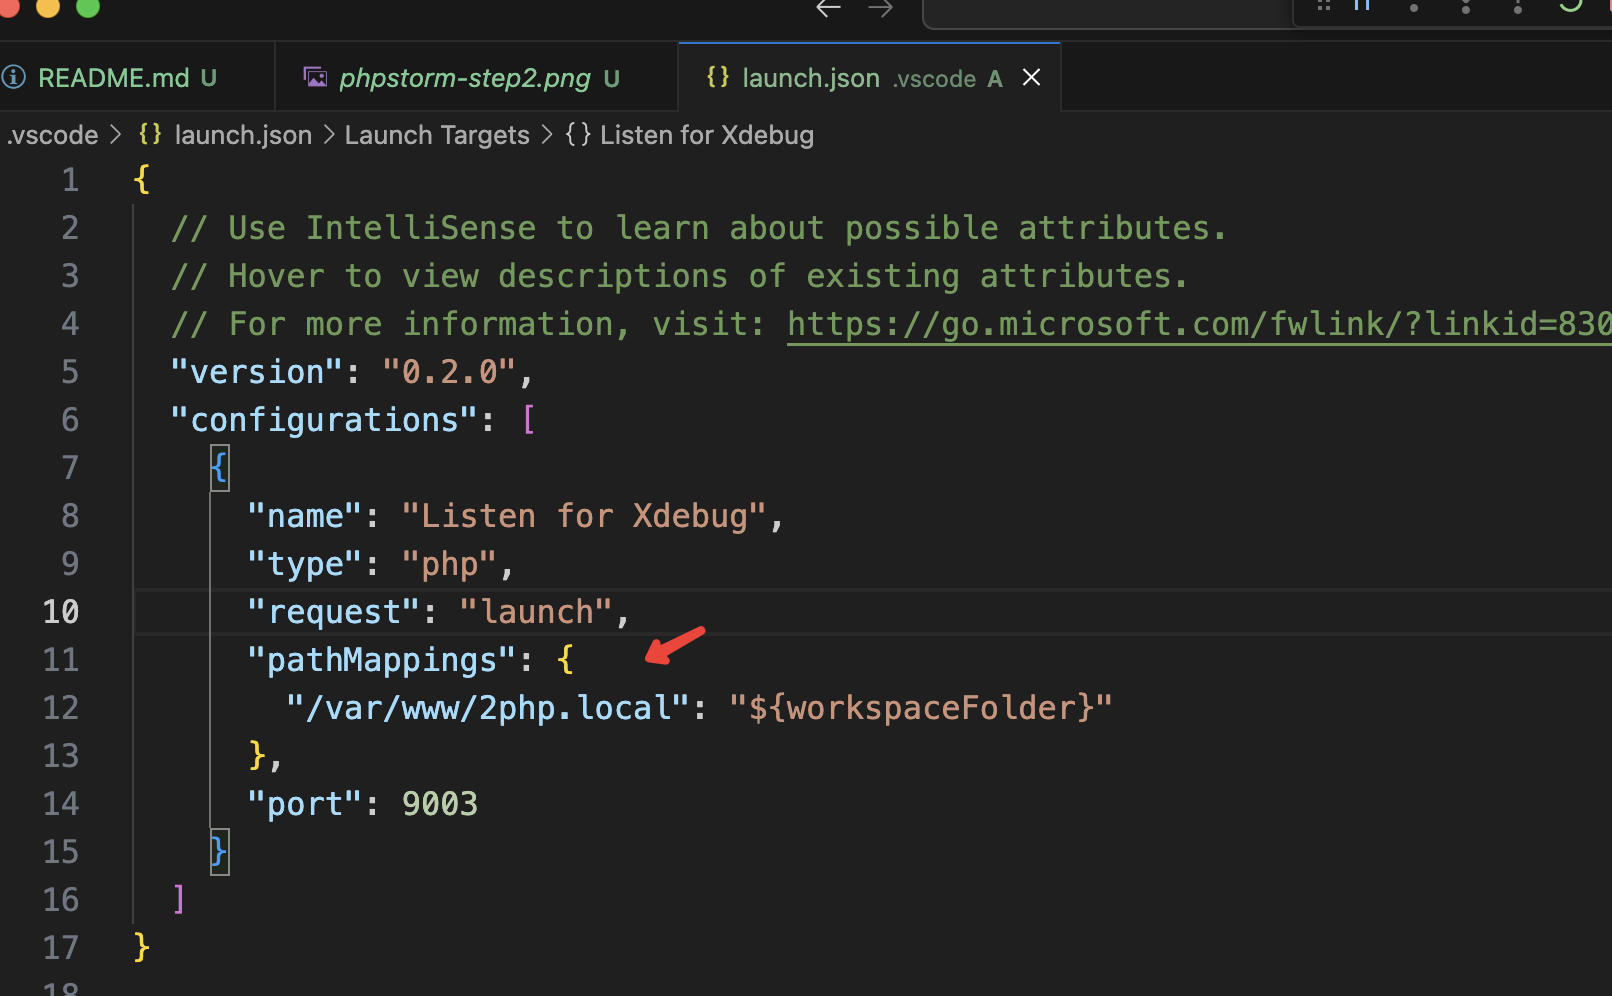 README.md U
phpstorm-step2.png U
{} launch.json .vscode A
.vscode > {} launch.json > Launch Targets > {} Listen for Xdebug
1 {
2 // Use IntelliSense to learn about possible attributes.
3 // Hover to view descriptions of existing attributes.
4 // For more information, visit: https://go.microsoft.com/fwlink/?linkid=830
5 "version": "0.2.0",
6 "configurations": [
7 {
8 "name": "Listen for Xdebug",
9 "type": "php",
10 "request": "launch",
11 "pathMappings": {
12 "/var/www/2php.local": "${workspaceFolder}"
13 },
14 "port": 9003
15 }
16 ]
17 }
18